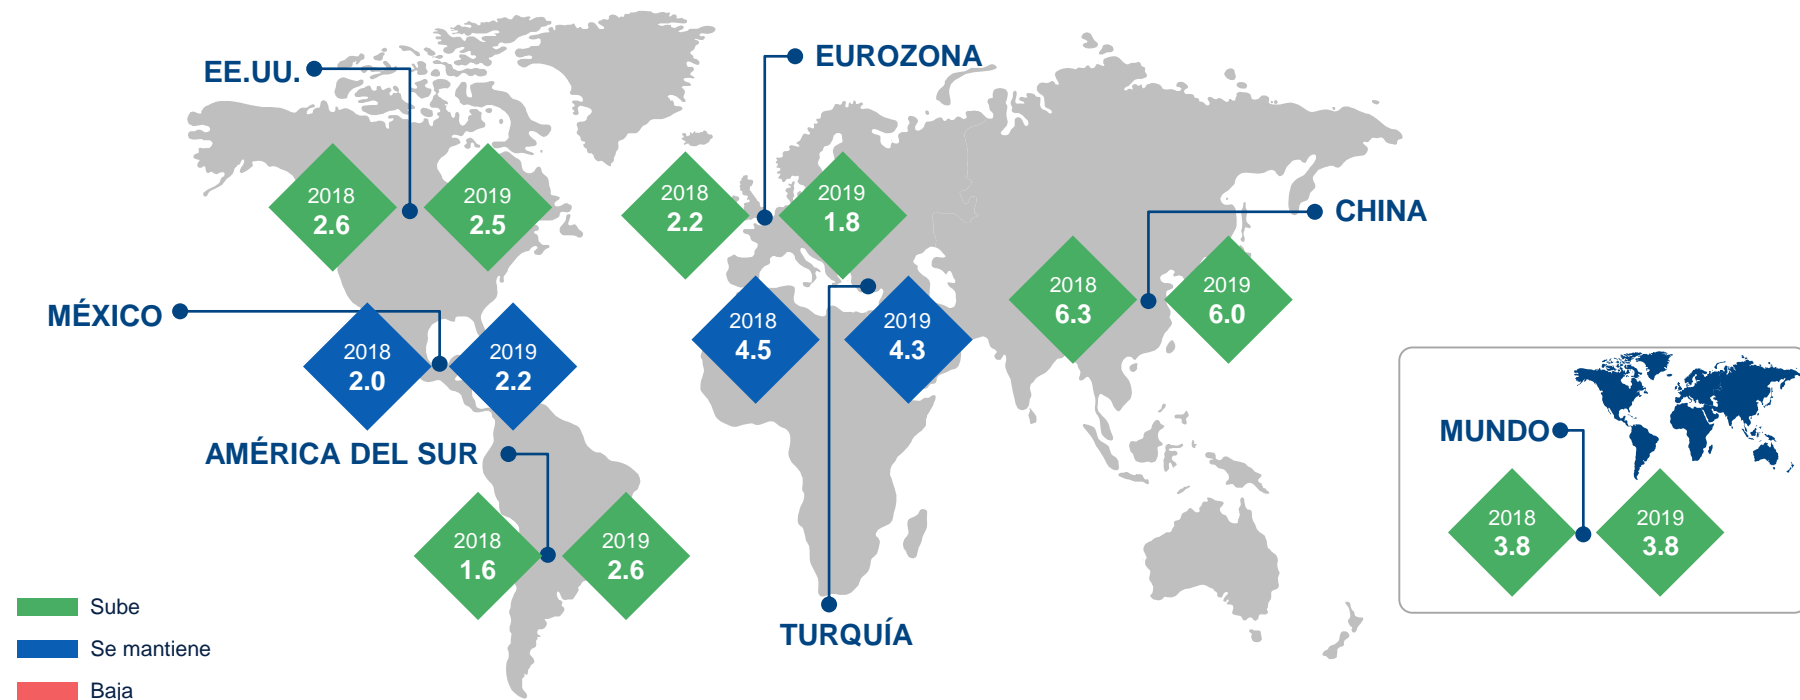 EUROZONA
EE.UU.
2018
2.6
2019
2.5
2018
2.2
2019
1.8
CHINA
2018
6.3
2019
6.0
MÉXICO
2018
2.0
2019
2.2
2018
4.5
2019
4.3
AMÉRICA DEL SUR
2018
1.6
2019
2.6
TURQUÍA
MUNDO
2018
3.8
2019
3.8
Sube
Se mantiene
Baja